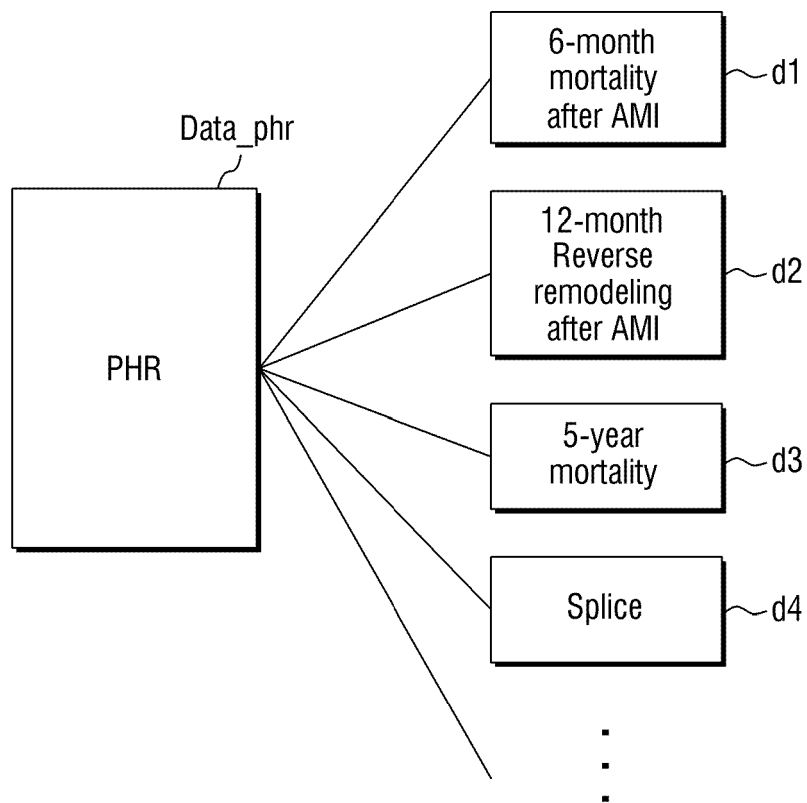 Data_phr
PHR
6-month
mortality
after AMI
d1
12-month
Reverse
remodeling
after AMI
d2
5-year
mortality
d3
Splice
d4